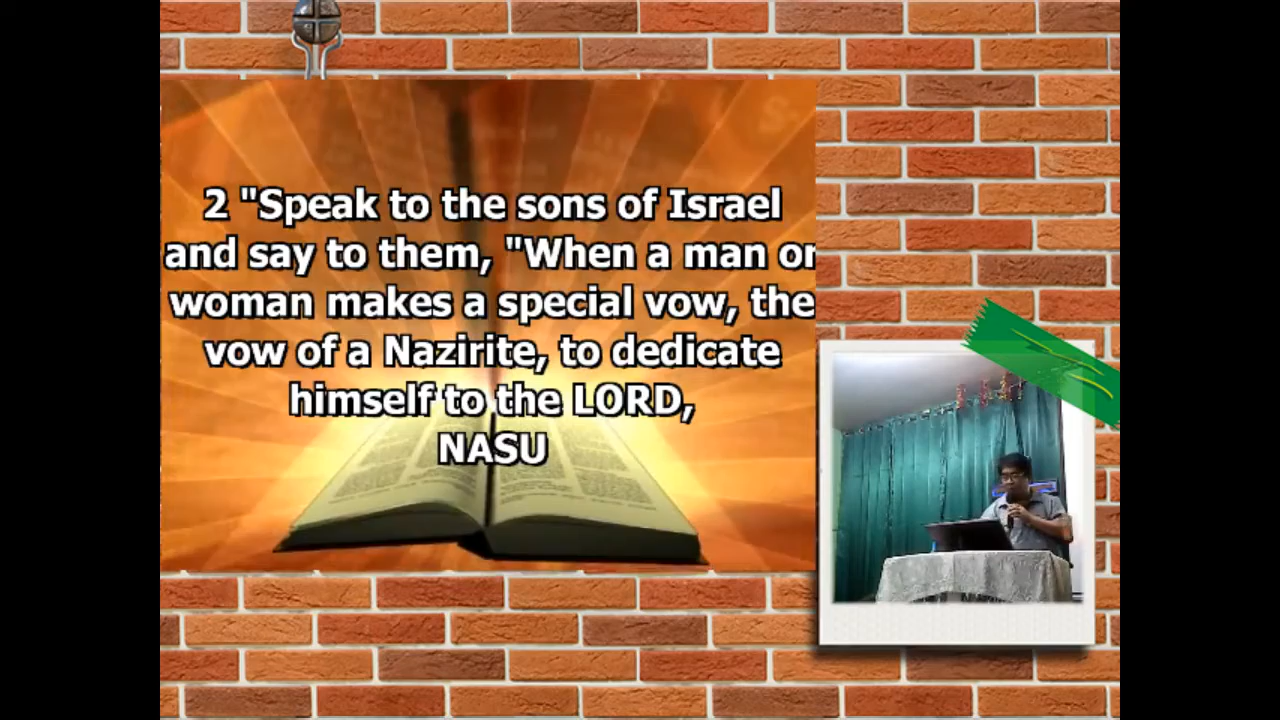 2 "Speak to the sons of Israel
and say to them, "When a man or
woman makes a special vow, the
vow of a Nazirite, to dedicate
himself to the LORD,
NASU